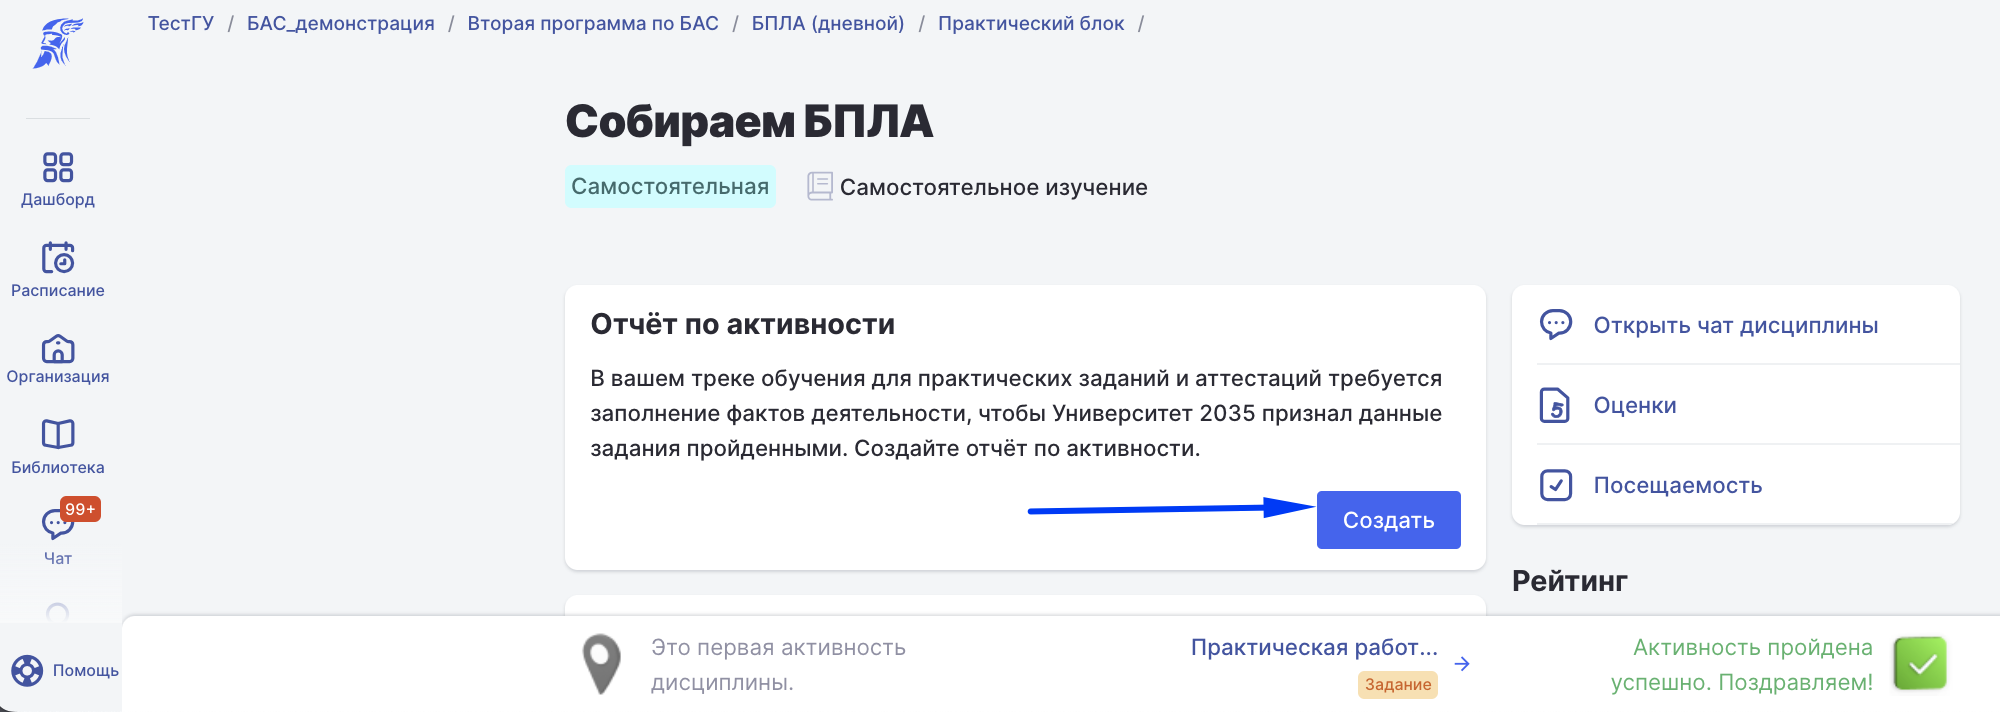 ТестГУ / БАС_демонстрация / Вторая программа по БАС / БПЛА (дневной) / Практический блок /
Собираем БПЛА
Самостоятельная Самостоятельное изучение
Дашборд
Расписание
Организация
Библиотека
99+
Чат
Помощь
Отчёт по активности
В вашем треке обучения для практических заданий и аттестаций требуется
заполнение фактов деятельности, чтобы Университет 2035 признал данные
задания пройденными. Создайте отчёт по активности.
Создать
Открыть чат дисциплины
5 Оценки
Посещаемость
Рейтинг
Это первая активность
дисциплины.
Практическая работ...
Задание
Активность пройдена
успешно. Поздравляем!